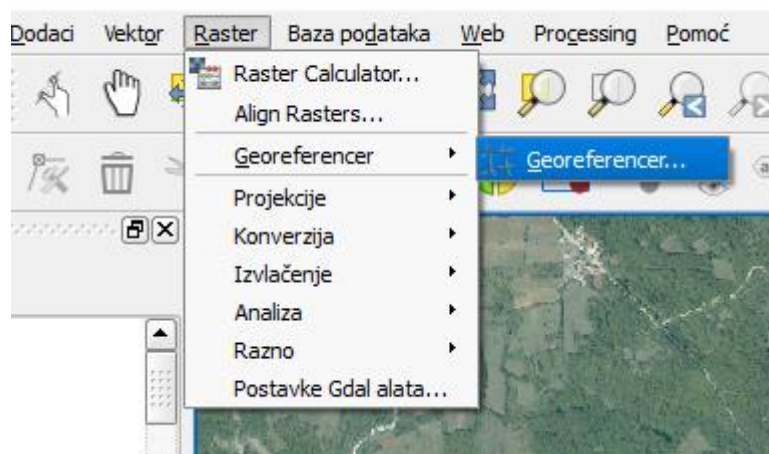 Dodaci Vektor Raster Baza podataka Web Processing Pomoć
Raster Calculator...
Align Rasters...
Georeferencer
Georeferencer...
Projekcije
Konverzija
Izvlačenje
Analiza
Razno
Postavke Gdal alata...